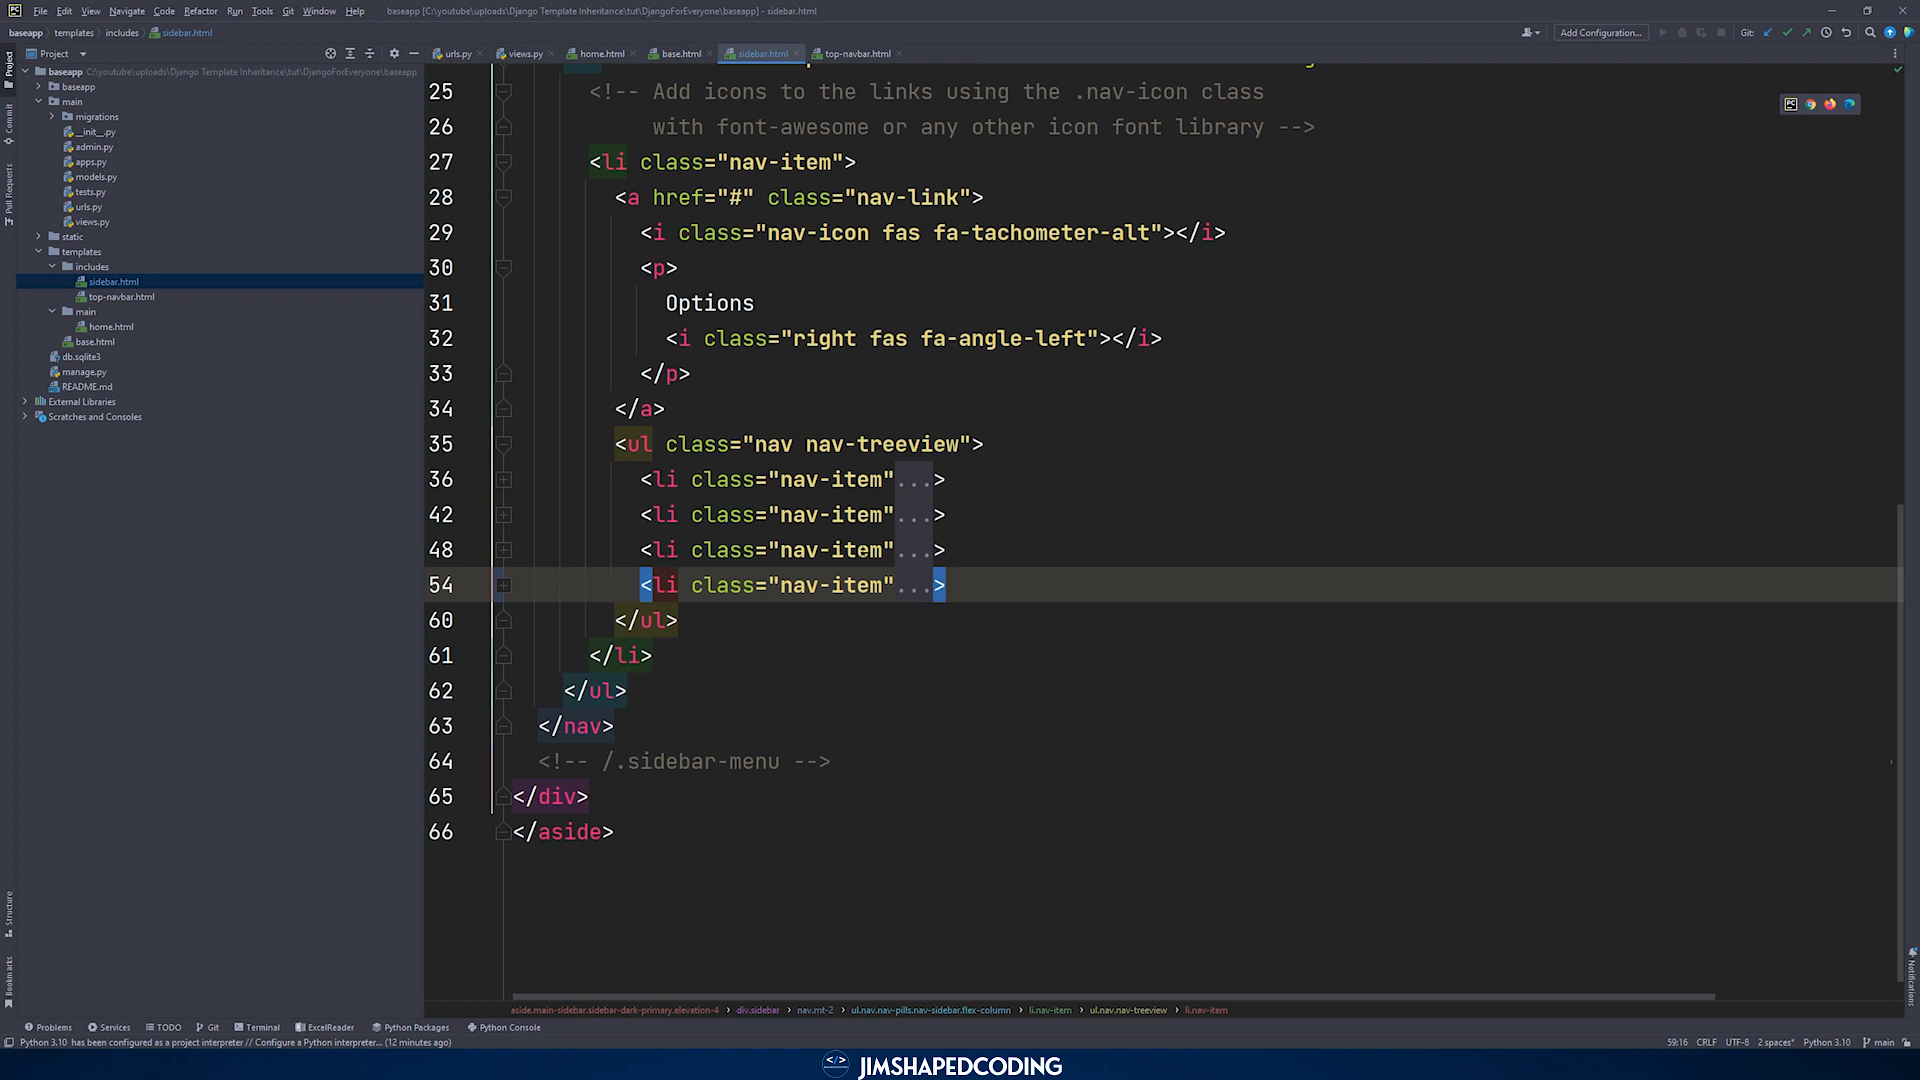 PC File Edit View Navigate Code Refactor Run Tools Git Window Help baseapp [C:\youtube\uploads\Django Template Inheritance\tut\DjangoForEveryone\baseapp] - sidebar.html
baseapp > templates > includes > sidebar.html
Add Configuration... Git:
Project
urls.py views.py home.html base.html sidebar.html top-navbar.html
baseapp C:\youtube\uploads\Django Template Inheritance\tut\DjangoForEveryone\baseapp
baseapp
main
migrations
__init__.py
admin.py
apps.py
models.py
tests.py
urls.py
views.py
static
templates
includes
sidebar.html
top-navbar.html
main
home.html
base.html
db.sqlite3
manage.py
README.md
External Libraries
Scratches and Consoles
Project
Commit
Pull Requests
Structure
Bookmarks
25 <!-- Add icons to the links using the .nav-icon class
26 with font-awesome or any other icon font library -->
27 <li class="nav-item">
28 <a href="#" class="nav-link">
29 <i class="nav-icon fas fa-tachometer-alt"></i>
30 <p>
31 Options
32 <i class="right fas fa-angle-left"></i>
33 </p>
34 </a>
35 <ul class="nav nav-treeview">
36 <li class="nav-item"...>
42 <li class="nav-item"...>
48 <li class="nav-item"...>
54 <li class="nav-item"...>
60 </ul>
61 </li>
62 </ul>
63 </nav>
64 <!-- /.sidebar-menu -->
65 </div>
66 </aside>
Notifications
aside.main-sidebar.sidebar-dark-primary.elevation-4 > div.sidebar > nav.mt-2 > ul.nav.nav-pills.nav-sidebar.flex-column > li.nav-item > ul.nav.nav-treeview > li.nav-item
Problems Services TODO Git Terminal ExcelReader Python Packages Python Console
Python 3.10 has been configured as a project interpreter // Configure a Python interpreter... (12 minutes ago) 59:16 CRLF UTF-8 2 spaces* Python 3.10 main
</> JIMSHAPEDCODING